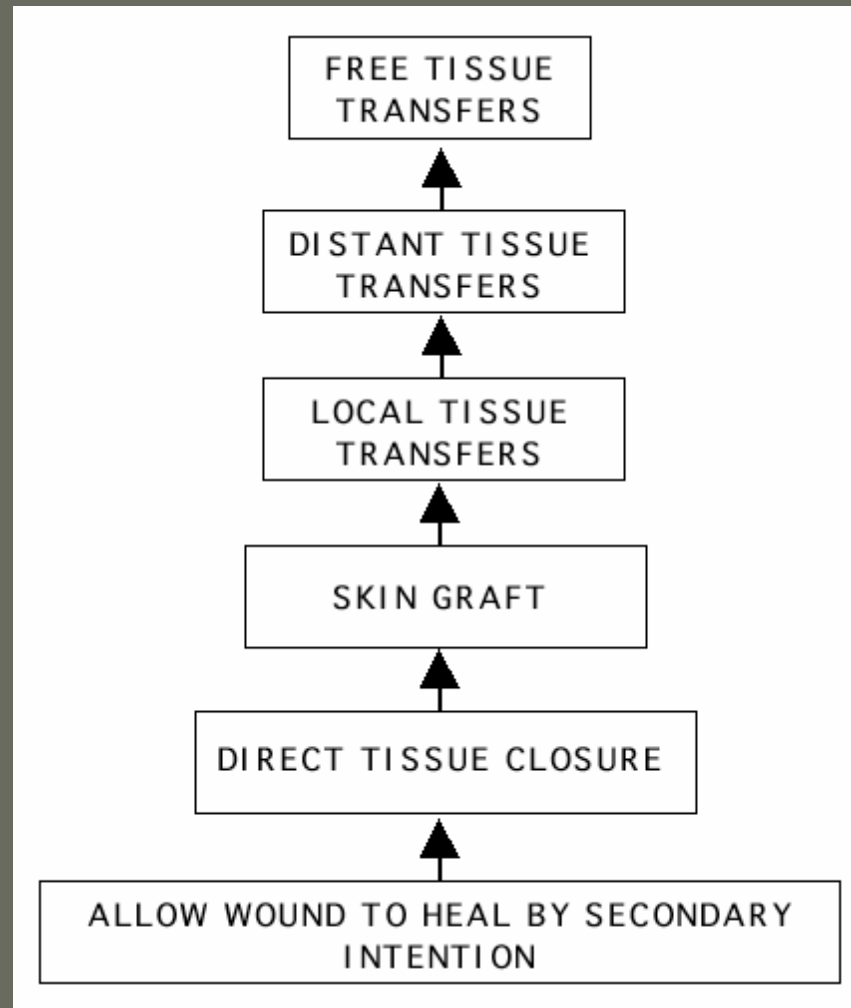 FREE TISSUE
TRANSFERS
DISTANT TISSUE
TRANSFERS
LOCAL TISSUE
TRANSFERS
SKIN GRAFT
DIRECT TISSUE CLOSURE
ALLOW WOUND TO HEAL BY SECONDARY
INTENTION